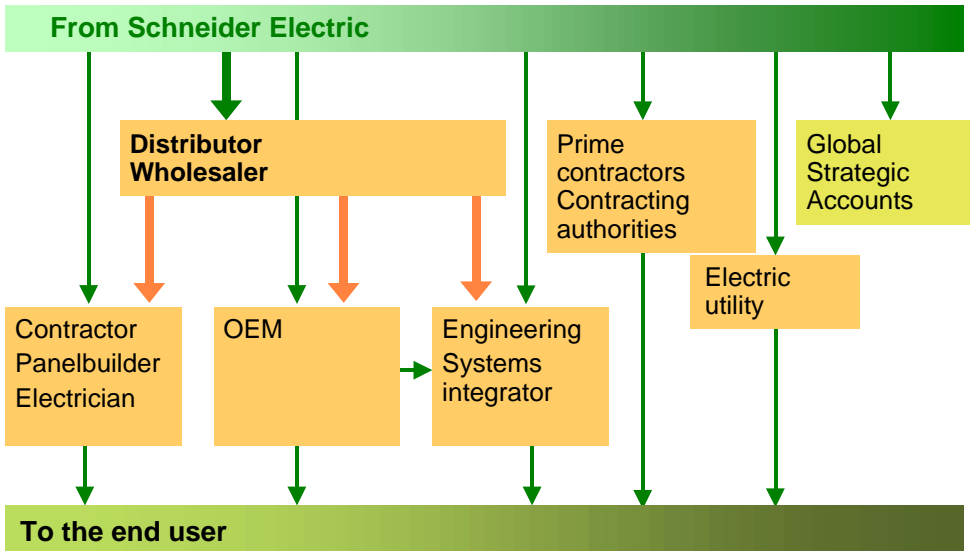 From Schneider Electric
Distributor
Wholesaler
Prime
contractors
Contracting
authorities
Global
Strategic
Accounts
Electric
utility
Contractor
Panelbuilder
Electrician
OEM
Engineering
Systems
integrator
To the end user